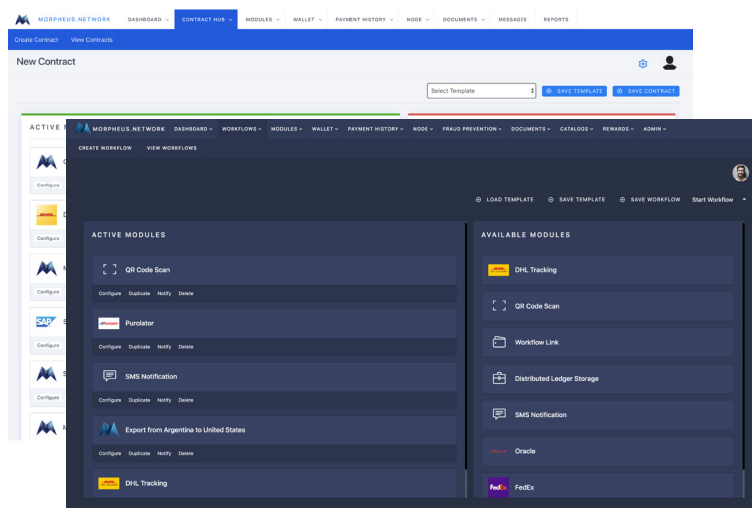 MORPHEUS.NETWORK DASHBOARD CONTRACT HUB MODULES WALLET PAYMENT HISTORY NODE DOCUMENTS MESSAGES REPORTS
Create Contract View Contracts
New Contract
Select Template SAVE TEMPLATE SAVE CONTRACT
ACTIVE
Configure
DHL
Configure
Configure
SAP
Configure
Configure
MORPHEUS.NETWORK DASHBOARD WORKFLOWS MODULES WALLET PAYMENT HISTORY NODE FRAUD PREVENTION DOCUMENTS CATALOGS REWARDS ADMIN
CREATE WORKFLOW VIEW WORKFLOWS
LOAD TEMPLATE SAVE TEMPLATE SAVE WORKFLOW Start Workflow
ACTIVE MODULES
QR Code Scan
Configure Duplicate Notify Delete
Purolator
Configure Duplicate Notify Delete
SMS Notification
Configure Duplicate Notify Delete
Export from Argentina to United States
Configure Duplicate Notify Delete
DHL Tracking
AVAILABLE MODULES
DHL Tracking
QR Code Scan
Workflow Link
Distributed Ledger Storage
SMS Notification
Oracle
FedEx FedEx